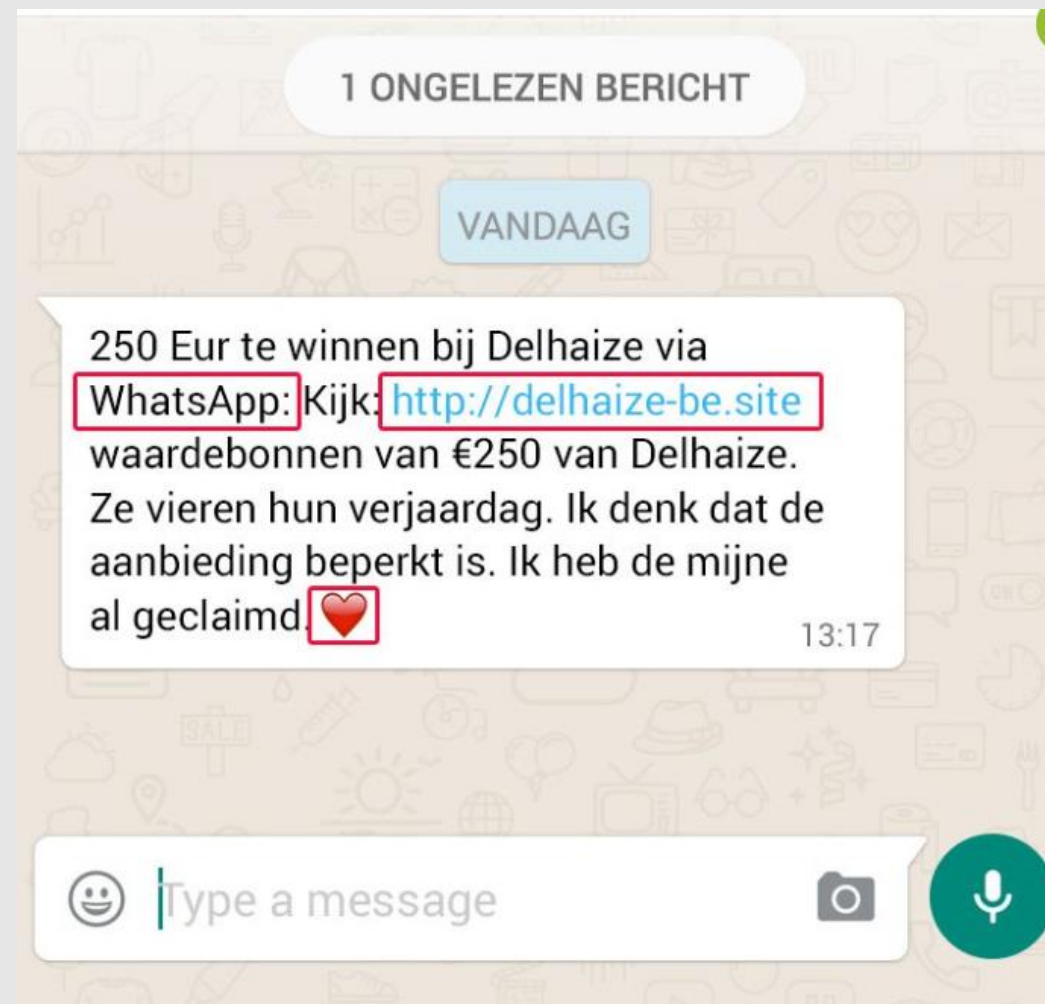 1 ONGELEZEN BERICHT
VANDAAG
250 Eur te winnen bij Delhaize via
WhatsApp: Kijk: http://delhaize-be.site
waardebonnen van €250 van Delhaize.
Ze vieren hun verjaardag. Ik denk dat de
aanbieding beperkt is. Ik heb de mijne
al geclaimd.❤️
13:17
Type a message